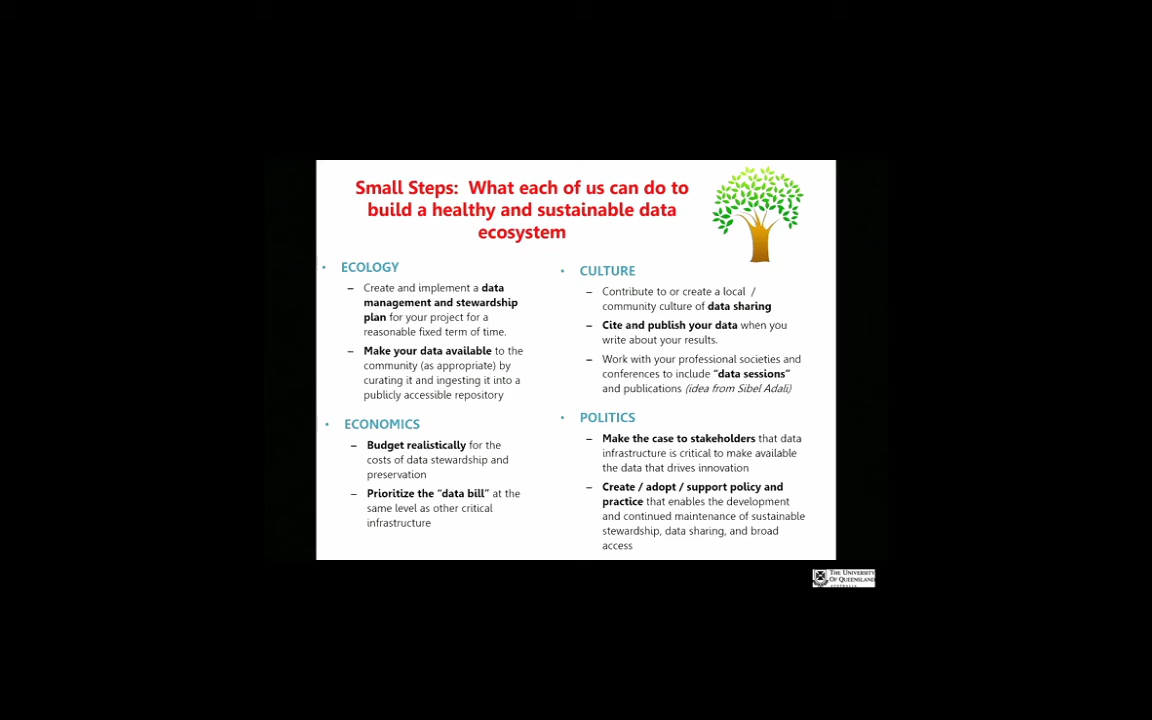 Small Steps: What each of us can do to
build a healthy and sustainable data
ecosystem
• ECOLOGY
– Create and implement a data
management and stewardship
plan for your project for a
reasonable fixed term of time.
– Make your data available to the
community (as appropriate) by
curating it and ingesting it into a
publicly accessible repository
• ECONOMICS
– Budget realistically for the
costs of data stewardship and
preservation
– Prioritize the "data bill" at the
same level as other critical
infrastructure
• CULTURE
– Contribute to or create a local /
community culture of data sharing
– Cite and publish your data when you
write about your results.
– Work with your professional societies and
conferences to include "data sessions"
and publications (idea from Sibel Adali)
• POLITICS
– Make the case to stakeholders that data
infrastructure is critical to make available
the data that drives innovation
– Create / adopt / support policy and
practice that enables the development
and continued maintenance of sustainable
stewardship, data sharing, and broad
access
THE UNIVERSITY
OF QUEENSLAND
AUSTRALIA